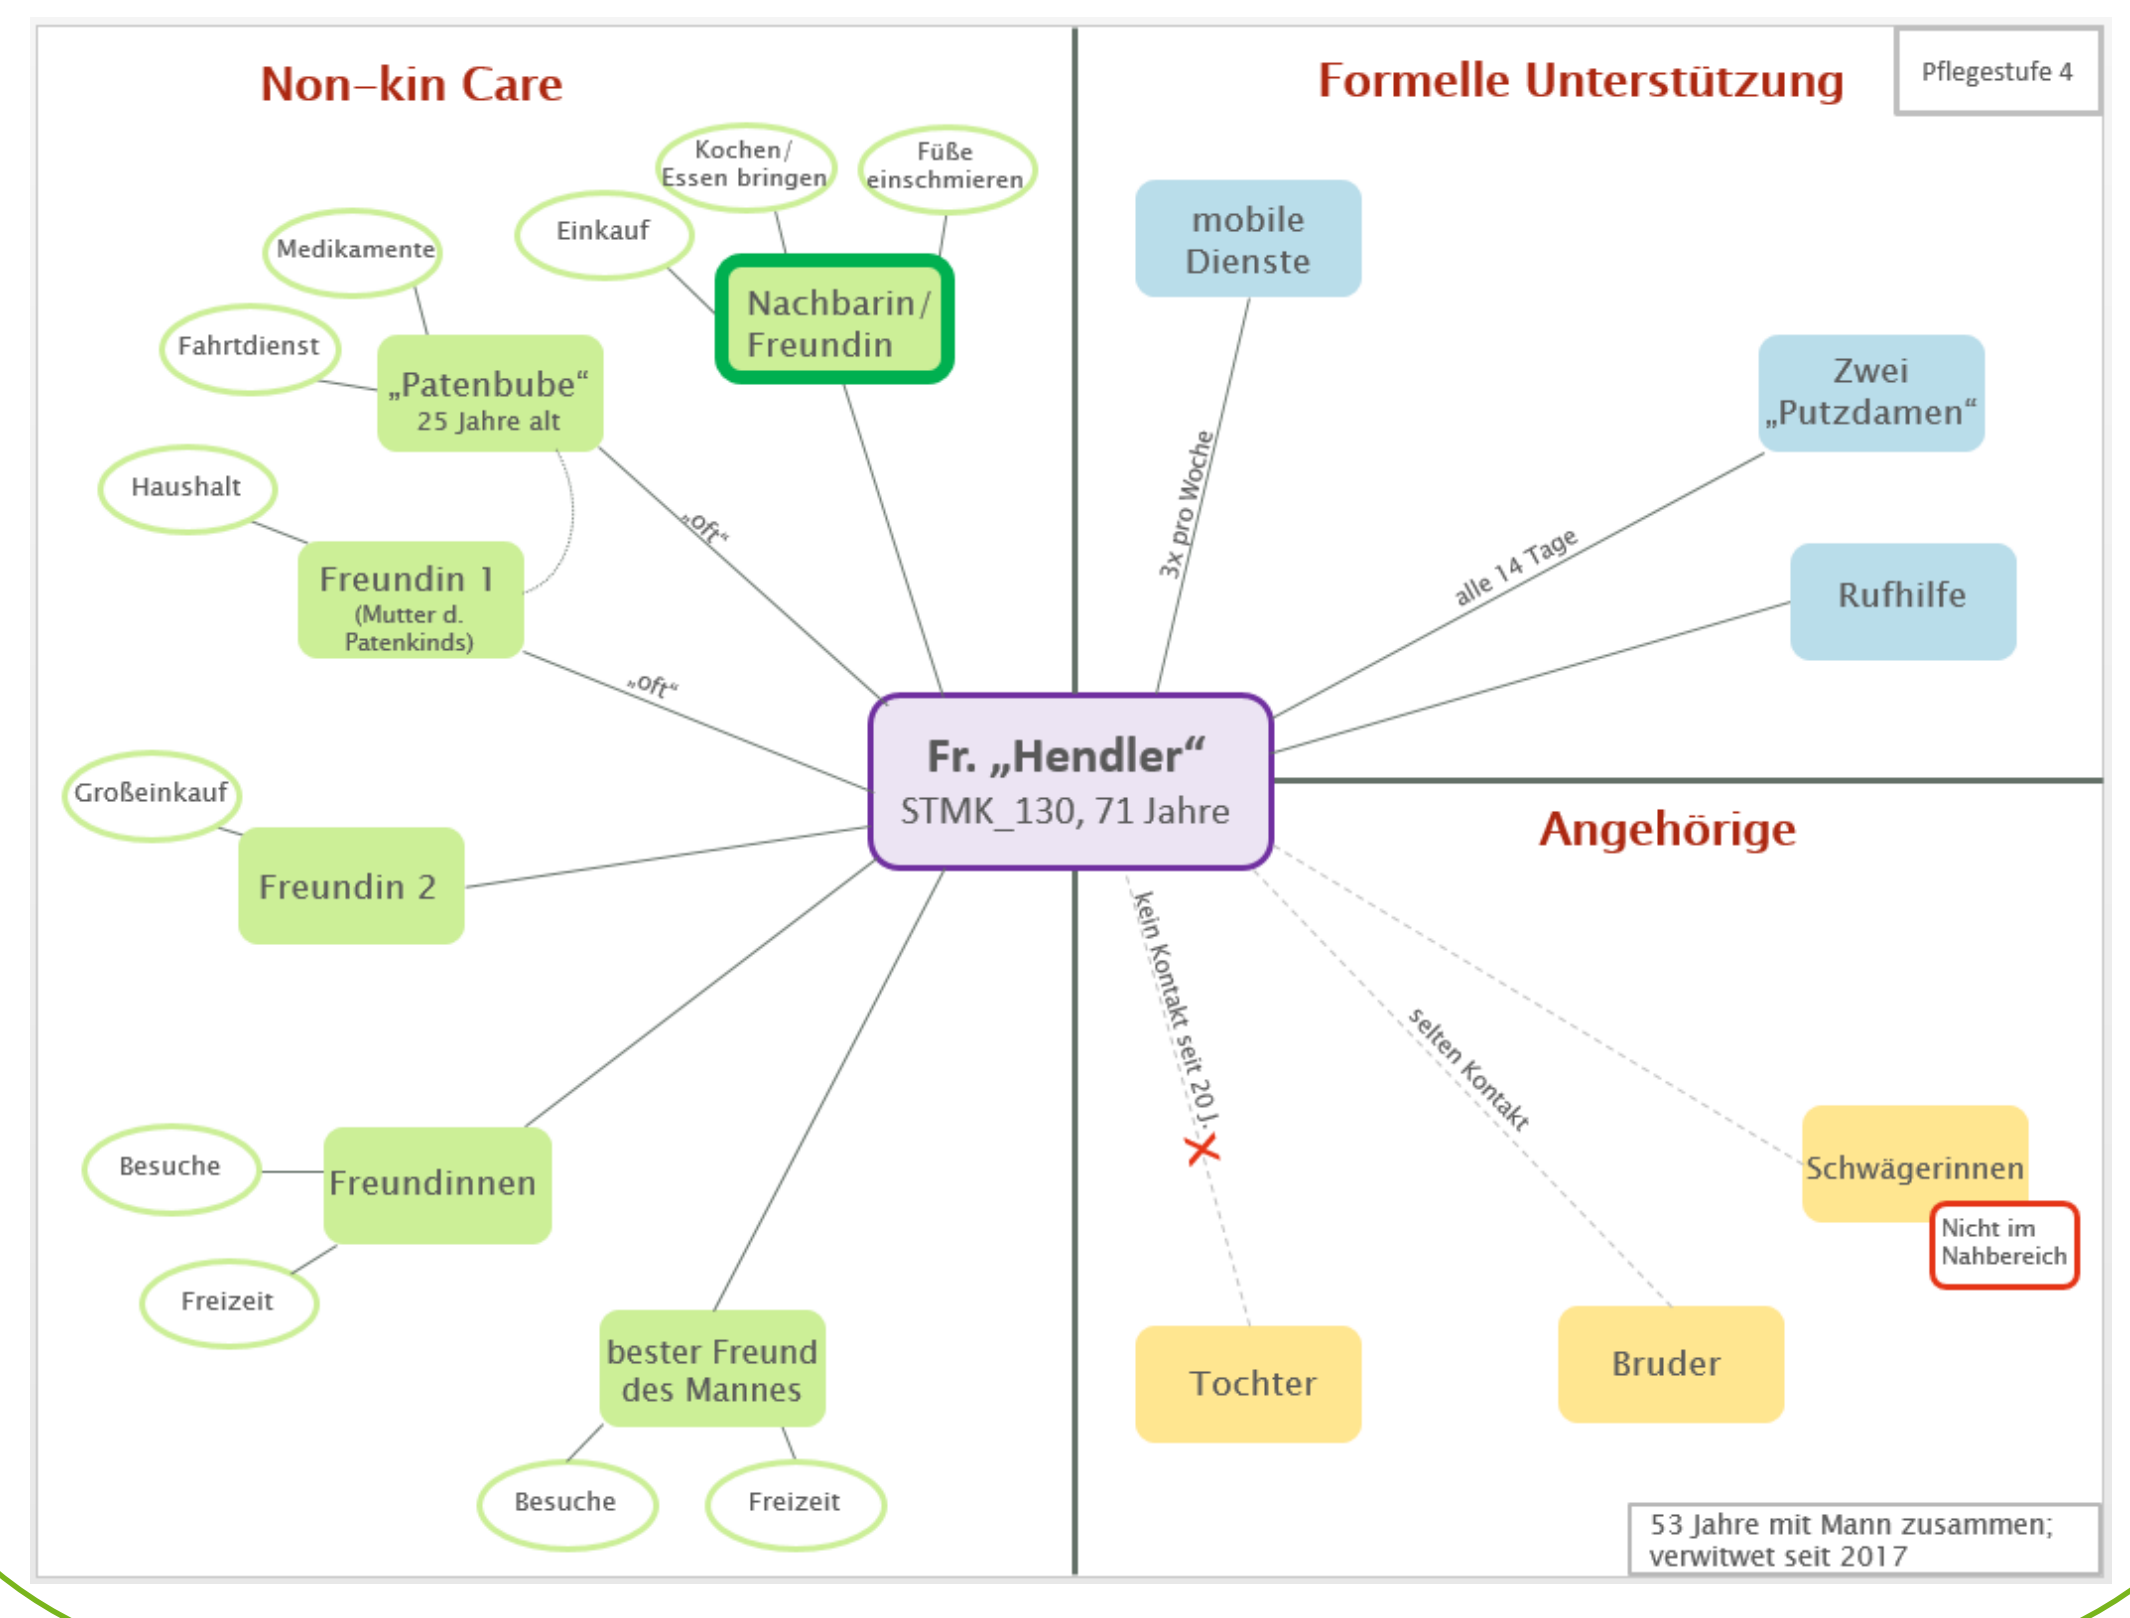 Non-kin Care
Kochen/
Essen bringen
Füße
einschmieren
Einkauf
Medikamente
Nachbarin/
Freundin
Fahrtdienst
„Patenbube“
25 Jahre alt
Haushalt
„oft“
Freundin 1
(Mutter d.
Patenkinds)
„oft“
Großeinkauf
Freundin 2
Besuche
Freundinnen
Freizeit
bester Freund
des Mannes
Besuche
Freizeit
Fr. „Hendler“
STMK_130, 71 Jahre
Formelle Unterstützung
Pflegestufe 4
mobile
Dienste
3x pro Woche
Zwei
„Putzdamen“
alle 14 Tage
Rufhilfe
Angehörige
kein Kontakt seit 20 J.
X
selten Kontakt
Schwägerinnen
Nicht im
Nahbereich
Tochter
Bruder
53 Jahre mit Mann zusammen;
verwitwet seit 2017